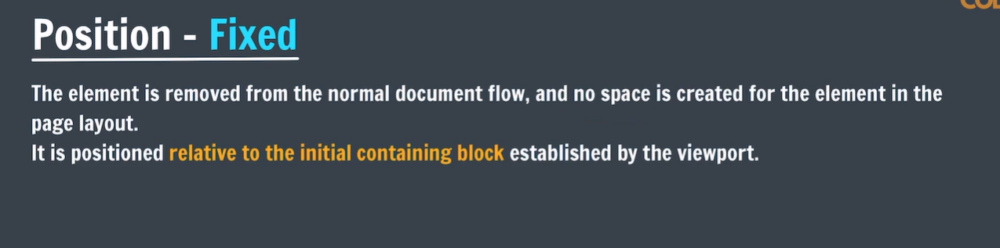 Position - Fixed
The element is removed from the normal document flow, and no space is created for the element in the
page layout.
It is positioned relative to the initial containing block established by the viewport.